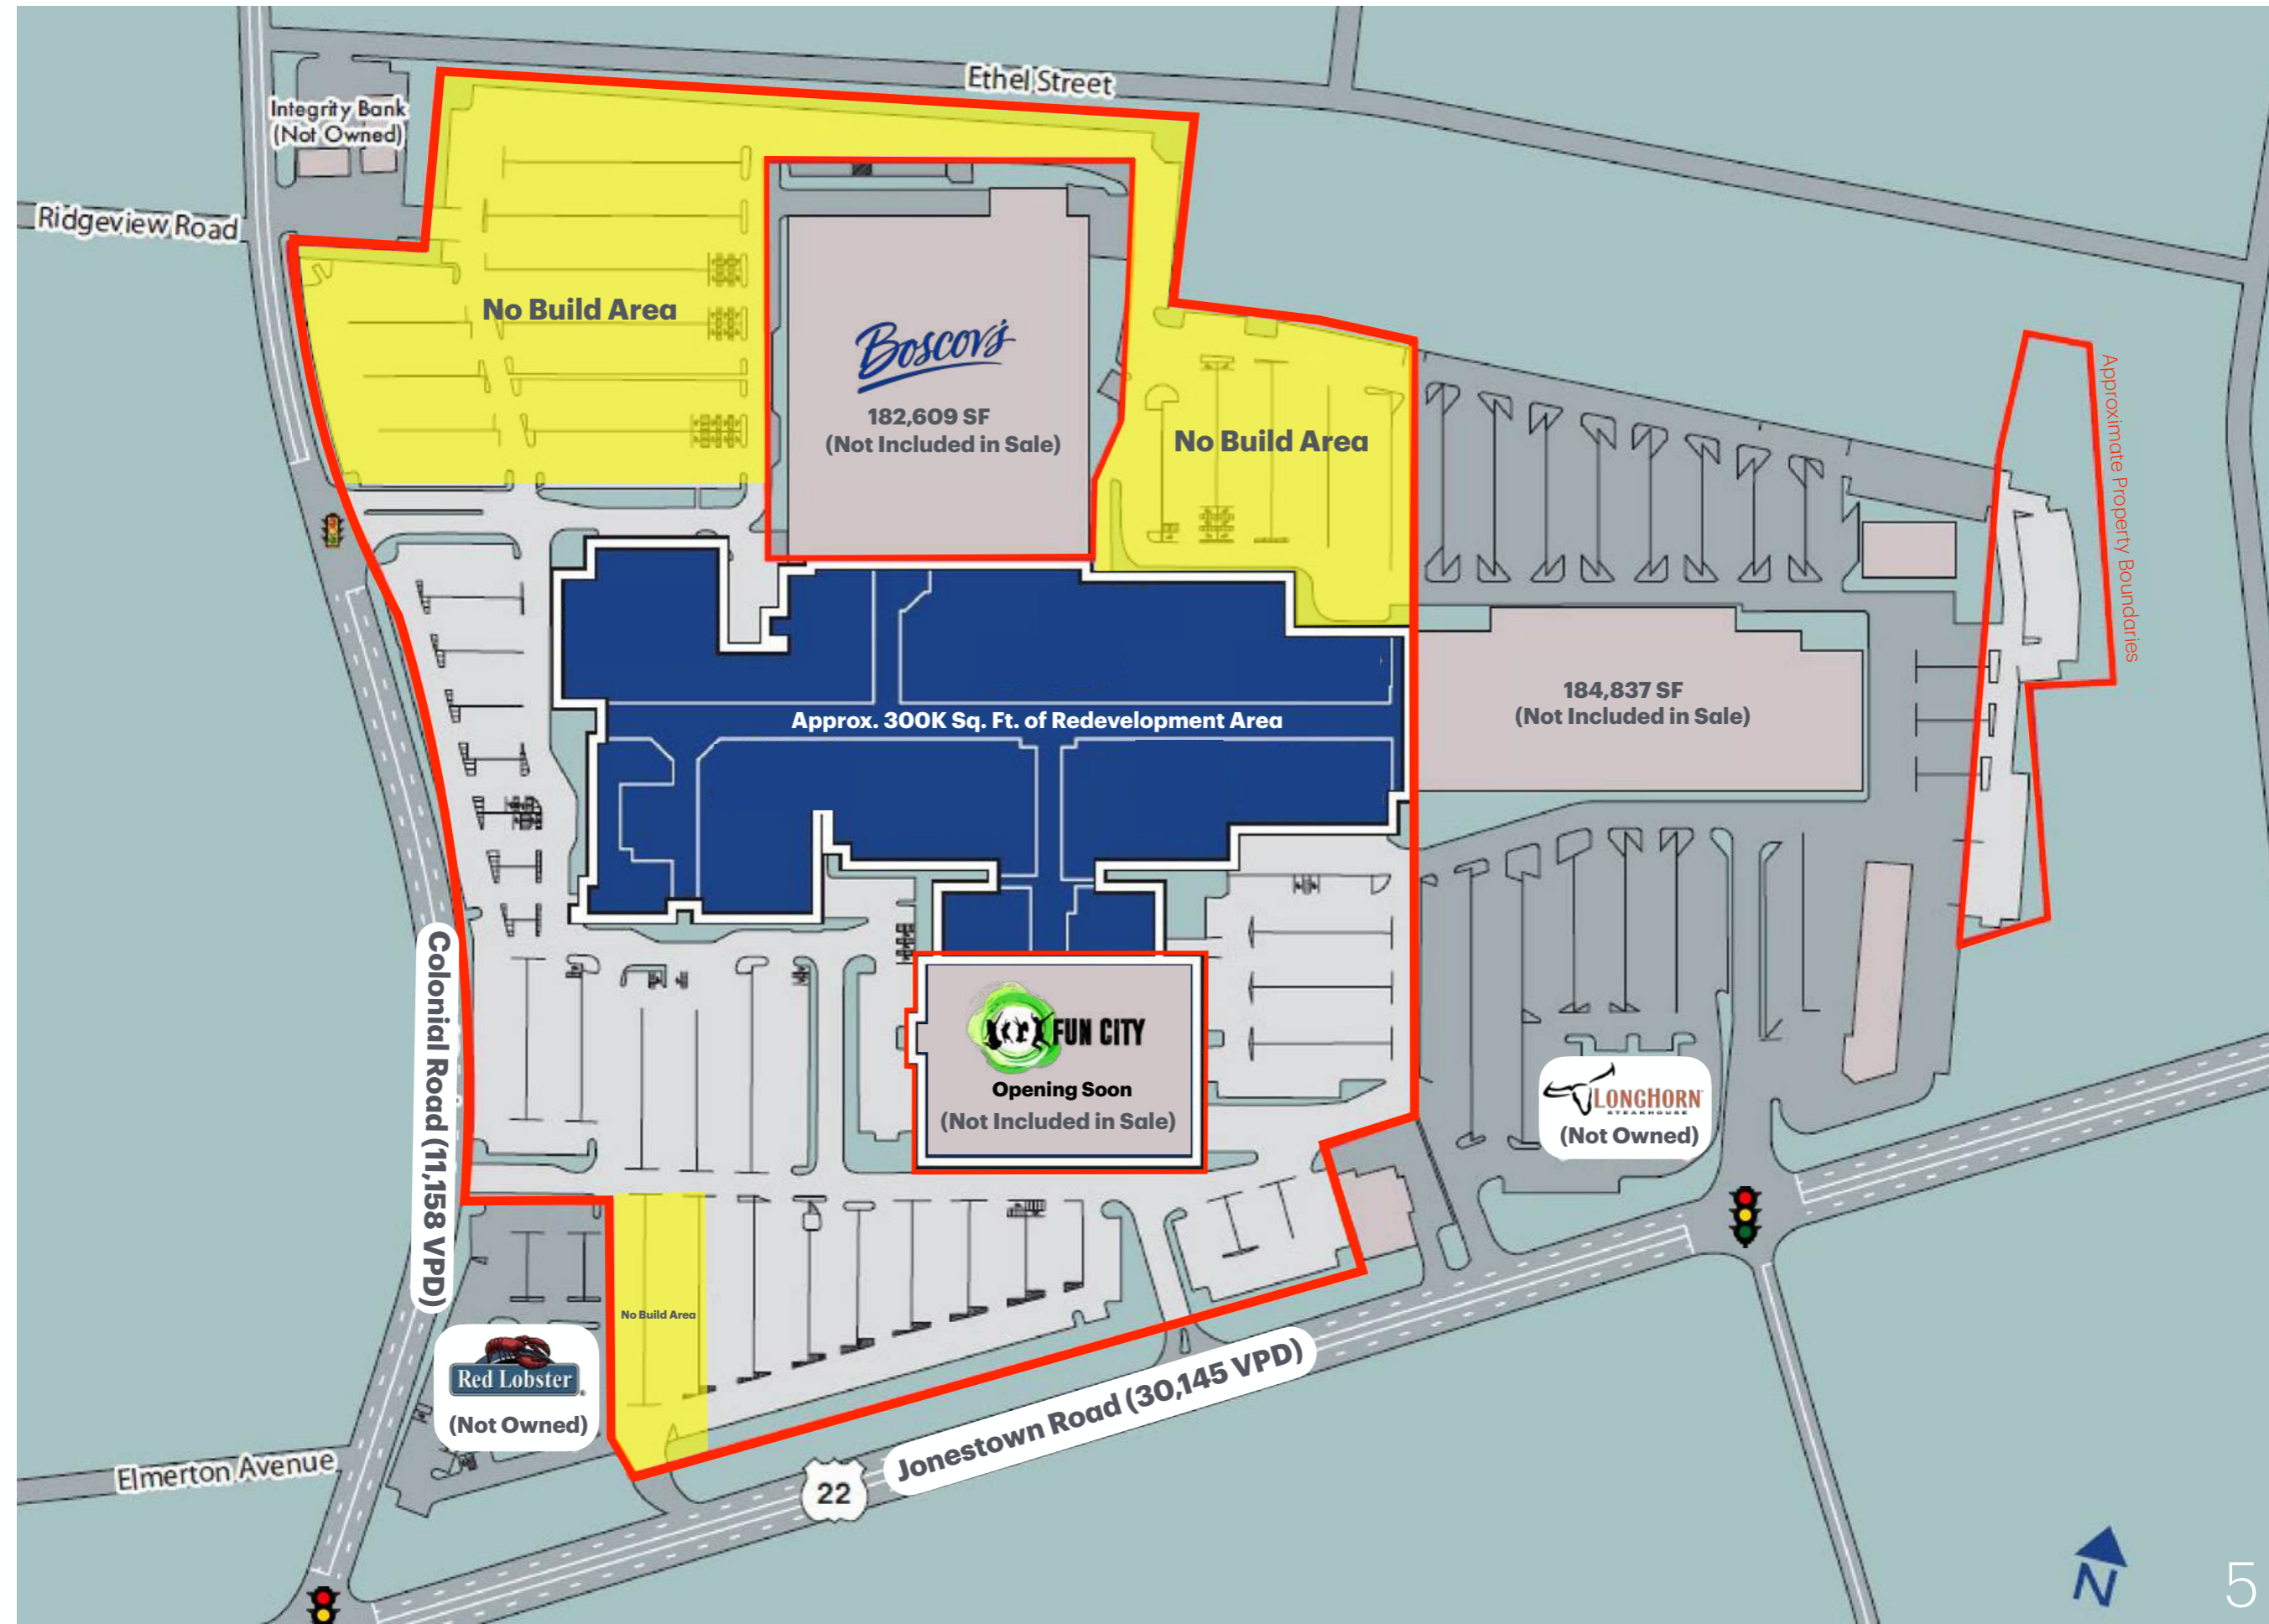 Ethel Street
Integrity Bank
(Not Owned)
Ridgeview Road
No Build Area
Boscov's
182,609 SF
(Not Included in Sale)
No Build Area
Approximate Property Boundaries
184,837 SF
(Not Included in Sale)
Approx. 300K Sq. Ft. of Redevelopment Area
Colonial Road (11,158 VPD)
FUN CITY
Opening Soon
(Not Included in Sale)
LONGHORN
STEAKHOUSE
(Not Owned)
No Build Area
Red Lobster
(Not Owned)
Jonestown Road (30,145 VPD)
Elmerton Avenue
22
N
5